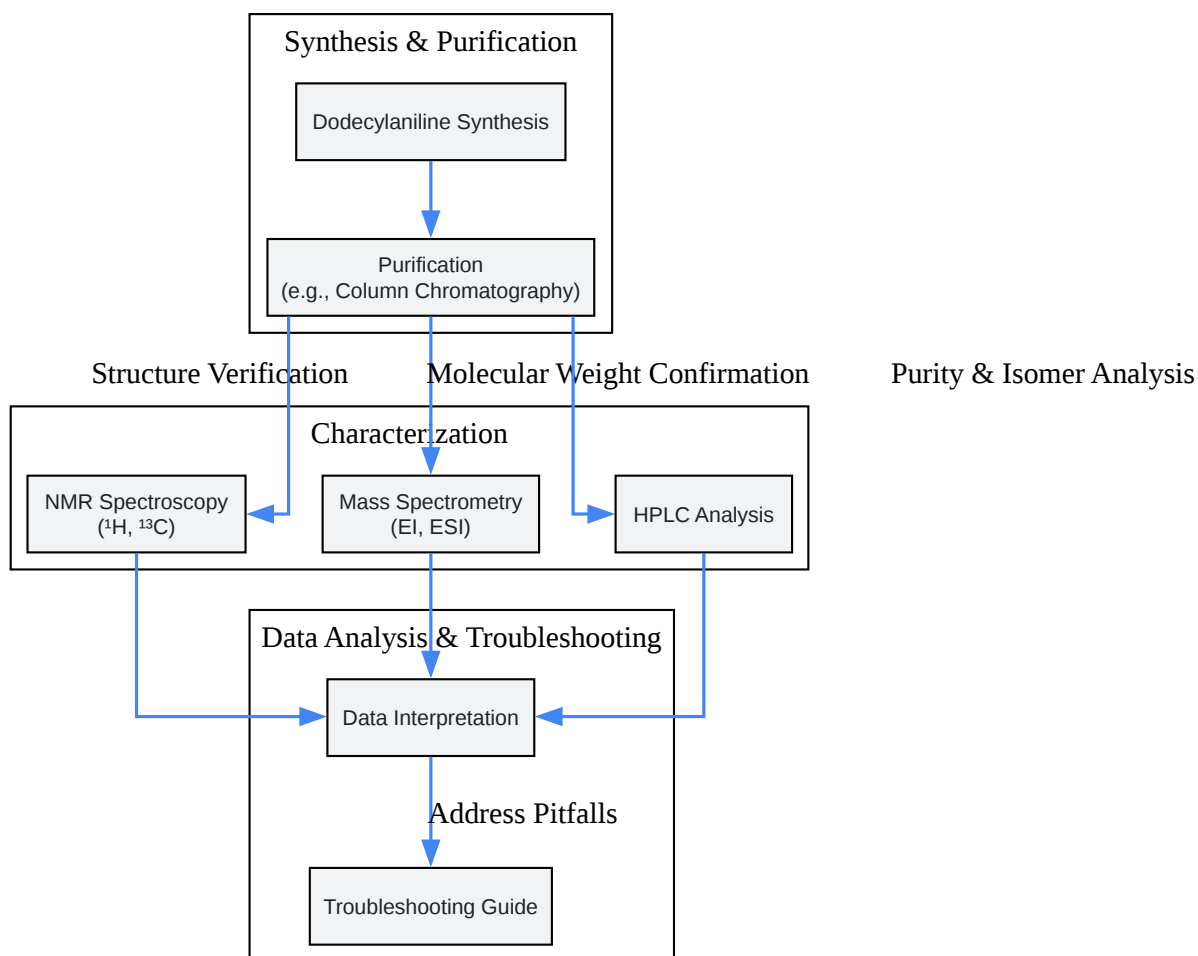 Synthesis & Purification
Dodecylaniline Synthesis
Purification
(e.g., Column Chromatography)
Structure Verification
Molecular Weight Confirmation
Purity & Isomer Analysis
Characterization
NMR Spectroscopy
(¹H, ¹³C)
Mass Spectrometry
(EI, ESI)
HPLC Analysis
Data Analysis & Troubleshooting
Data Interpretation
Address Pitfalls
Troubleshooting Guide